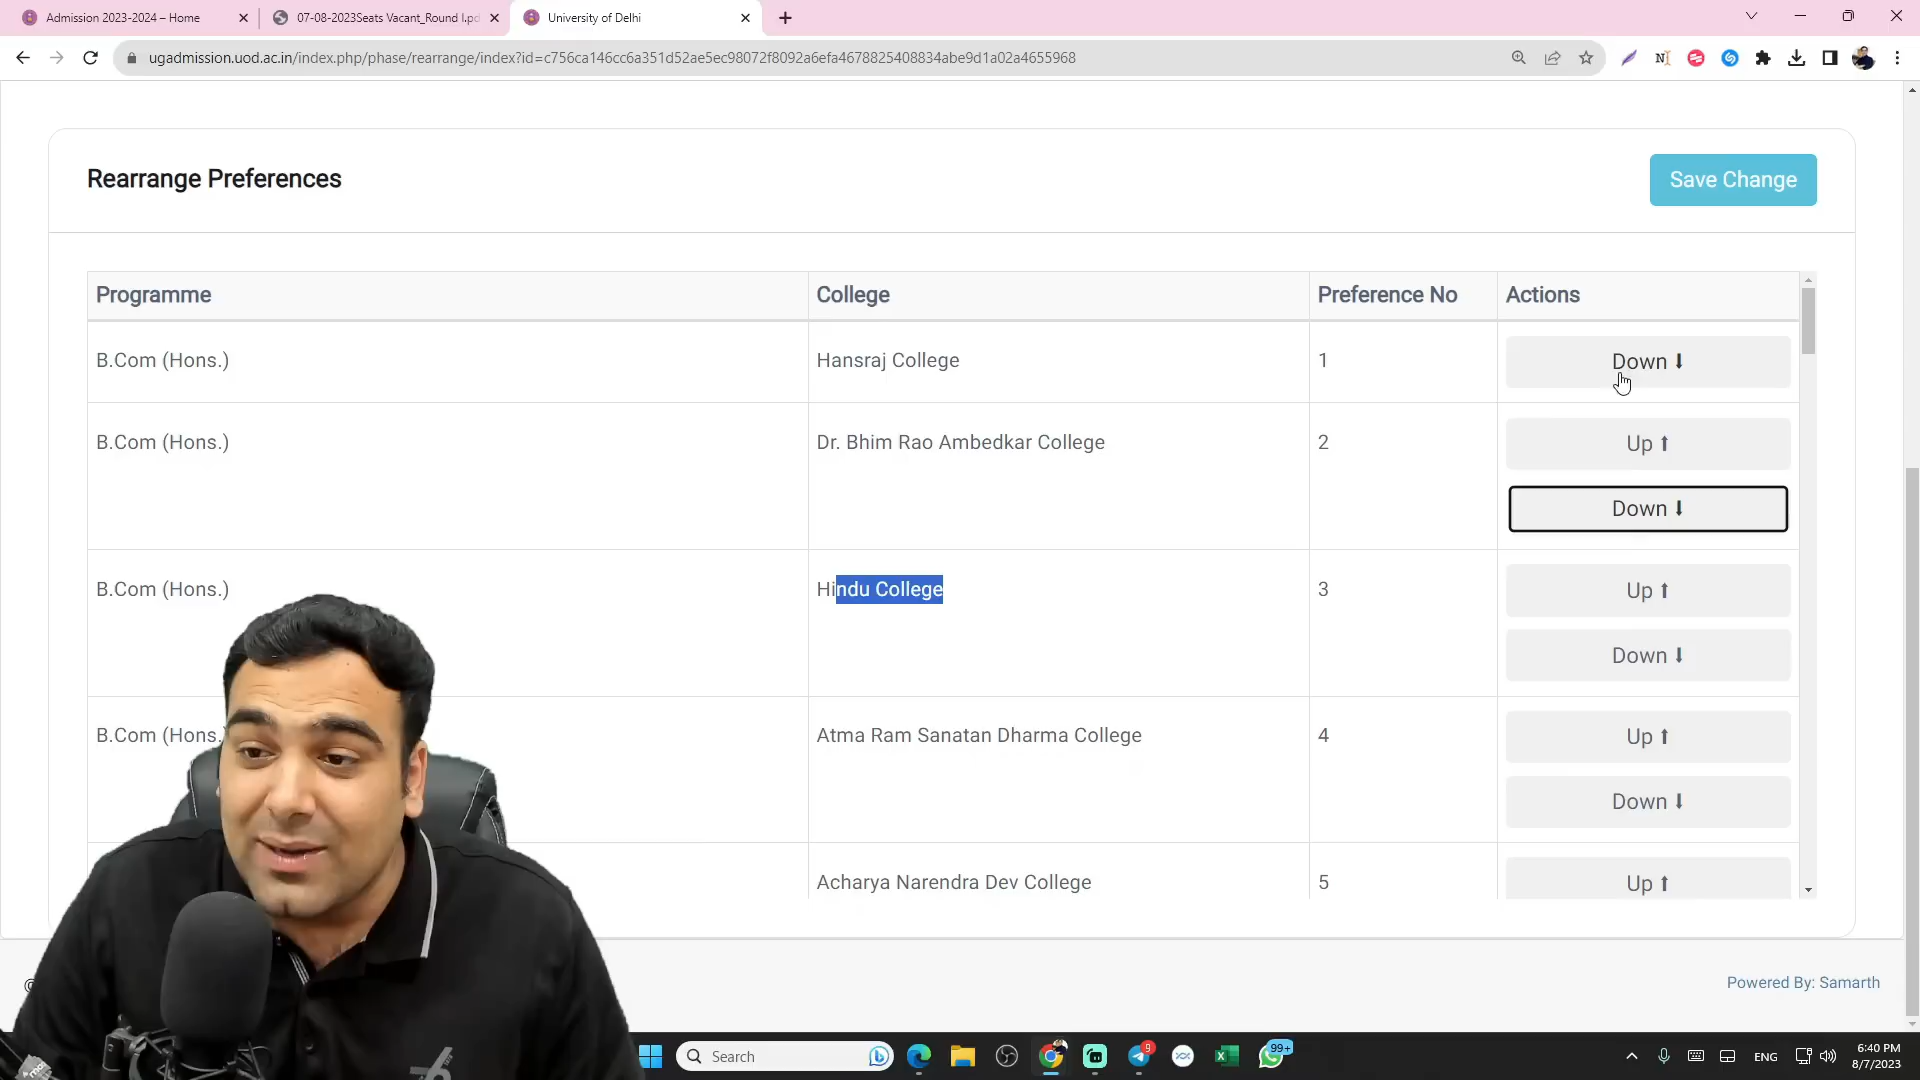 Admission 2023-2024 – Home
07-08-2023Seats Vacant_Round I.pd
University of Delhi
ugadmission.uod.ac.in/index.php/phase/rearrange/index?id=c756ca146cc6a351d52ae5ec98072f8092a6efa4678825408834abe9d1a02a4655968
Rearrange Preferences
Save Change
Programme College Preference No Actions
B.Com (Hons.) Hansraj College 1 Down ⬇
B.Com (Hons.) Dr. Bhim Rao Ambedkar College 2 Up ⬆
Down ⬇
B.Com (Hons.) Hindu College 3 Up ⬆
Down ⬇
B.Com (Hons. Atma Ram Sanatan Dharma College 4 Up ⬆
Down ⬇
Acharya Narendra Dev College 5 Up ⬆
Powered By: Samarth
Search
9
99+
ENG
6:40 PM
8/7/2023